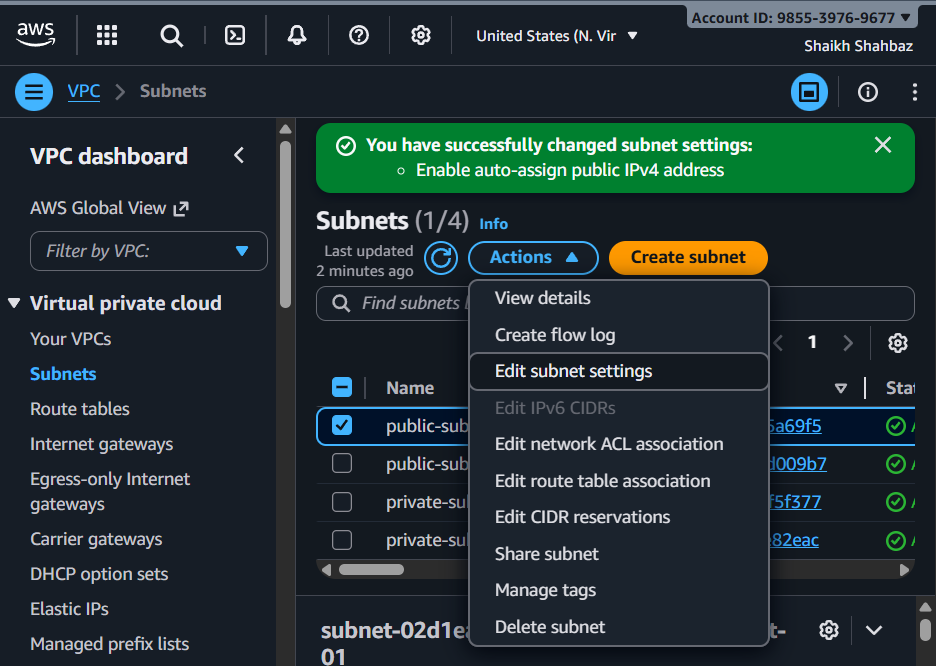 aws
United States (N. Vir
Account ID: 9855-3976-9677
Shaikh Shahbaz
VPC
Subnets
VPC dashboard
AWS Global View
Filter by VPC:
Virtual private cloud
Your VPCs
Subnets
Route tables
Internet gateways
Egress-only Internet
gateways
Carrier gateways
DHCP option sets
Elastic IPs
Managed prefix lists
You have successfully changed subnet settings:
Enable auto-assign public IPv4 address
Subnets (1/4) Info
Last updated
2 minutes ago
Actions
Create subnet
Find subnets
1
View details
Create flow log
Edit subnet settings
Edit IPv6 CIDRs
Edit network ACL association
Edit route table association
Edit CIDR reservations
Share subnet
Manage tags
Delete subnet
Name
Stat
public-sub
5a69f5
public-sub
d009b7
private-su
f5f377
private-su
82eac
subnet-02d1e
t-
01